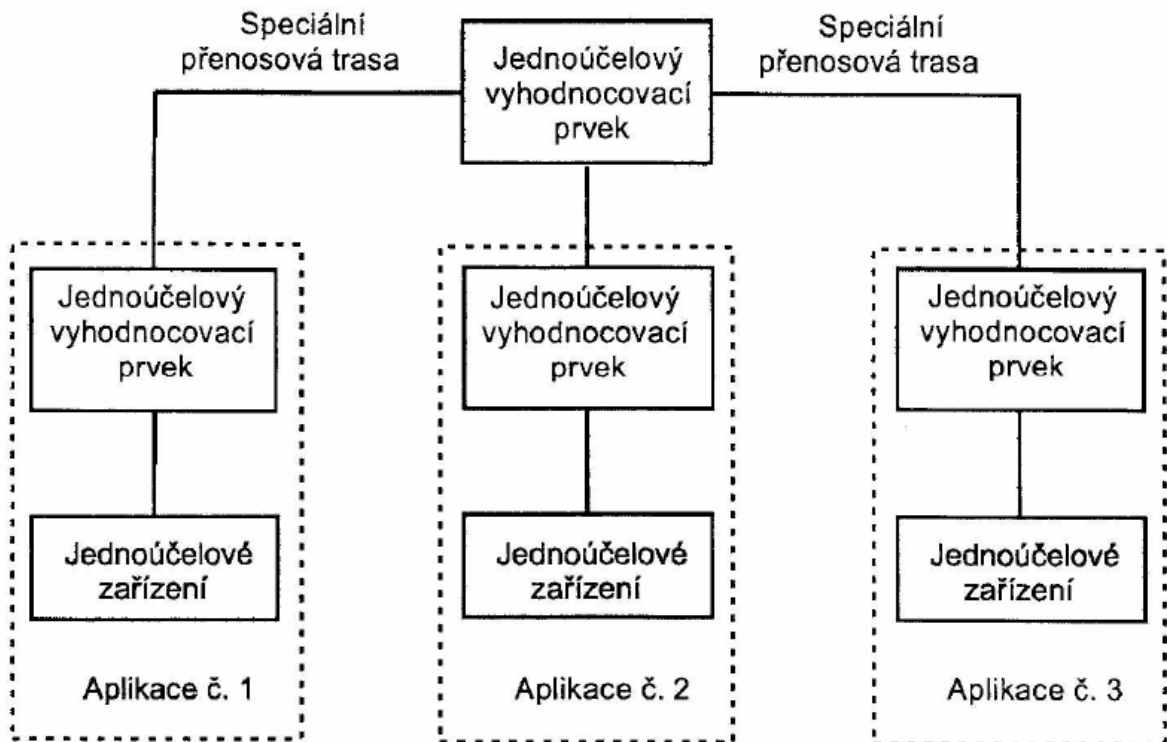 Speciální
přenosová trasa
Jednoúčelový
vyhodnocovací
prvek
Speciální
přenosová trasa
Jednoúčelový
vyhodnocovací
prvek
Jednoúčelový
vyhodnocovací
prvek
Jednoúčelový
vyhodnocovací
prvek
Jednoúčelové
zařízení
Jednoúčelové
zařízení
Jednoúčelové
zařízení
Aplikace č. 1
Aplikace č. 2
Aplikace č. 3